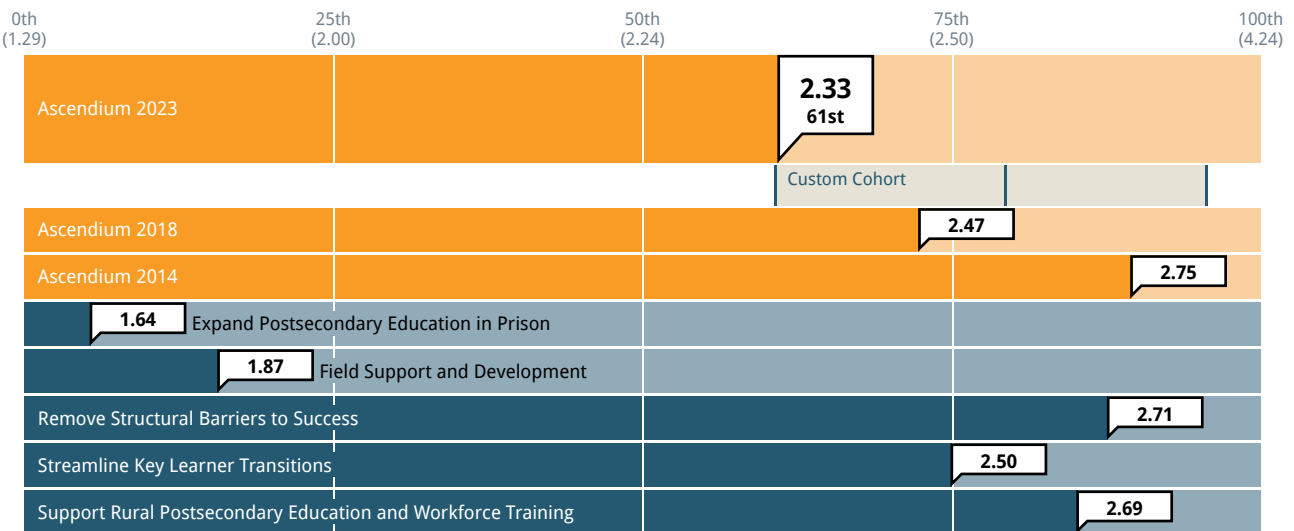 0th 25th 50th 75th 100th
(1.29) (2.00) (2.24) (2.50) (4.24)
Ascendium 2023
2.33
61st
Custom Cohort
Ascendium 2018 2.47
Ascendium 2014 2.75
1.64 Expand Postsecondary Education in Prison
1.87 Field Support and Development
Remove Structural Barriers to Success 2.71
Streamline Key Learner Transitions 2.50
Support Rural Postsecondary Education and Workforce Training 2.69